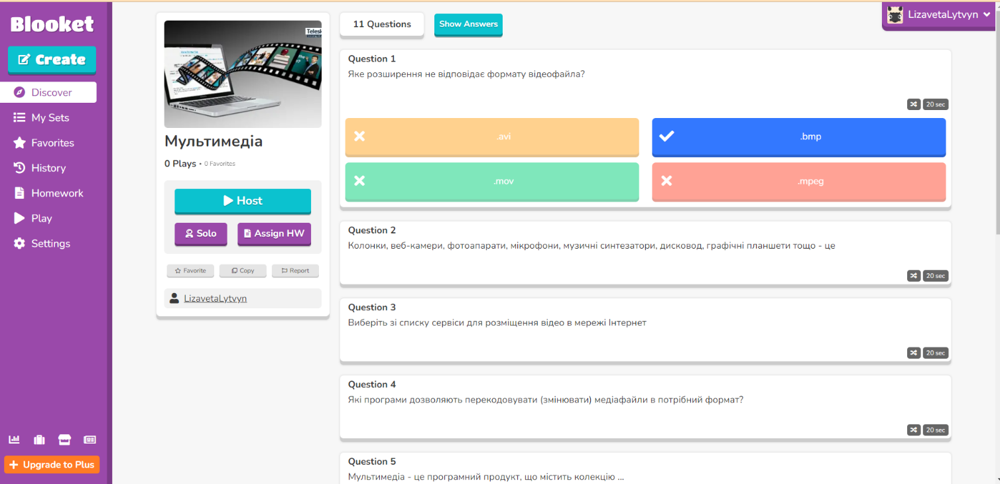 Blooket
Create
Discover
My Sets
Favorites
History
Homework
Play
Settings
Upgrade to Plus
Мультимедіа
0 Plays • 0 Favorites
Host
Solo
Assign HW
Favorite
Copy
Report
LizavetaLytvyn
11 Questions
Show Answers
LizavetaLytvyn
Question 1
Яке розширення не відповідає формату відеофайла?
20 sec
.avi
.bmp
.mov
.mpeg
Question 2
Колонки, веб-камери, фотоапарати, мікрофони, музичні синтезатори, дисковод, графічні планшети тощо - це
20 sec
Question 3
Виберіть зі списку сервіси для розміщення відео в мережі Інтернет
20 sec
Question 4
Які програми дозволяють перекодовувати (змінювати) медіафайли в потрібний формат?
20 sec
Question 5
Мультимедіа - це програмний продукт, що містить колекцію ...